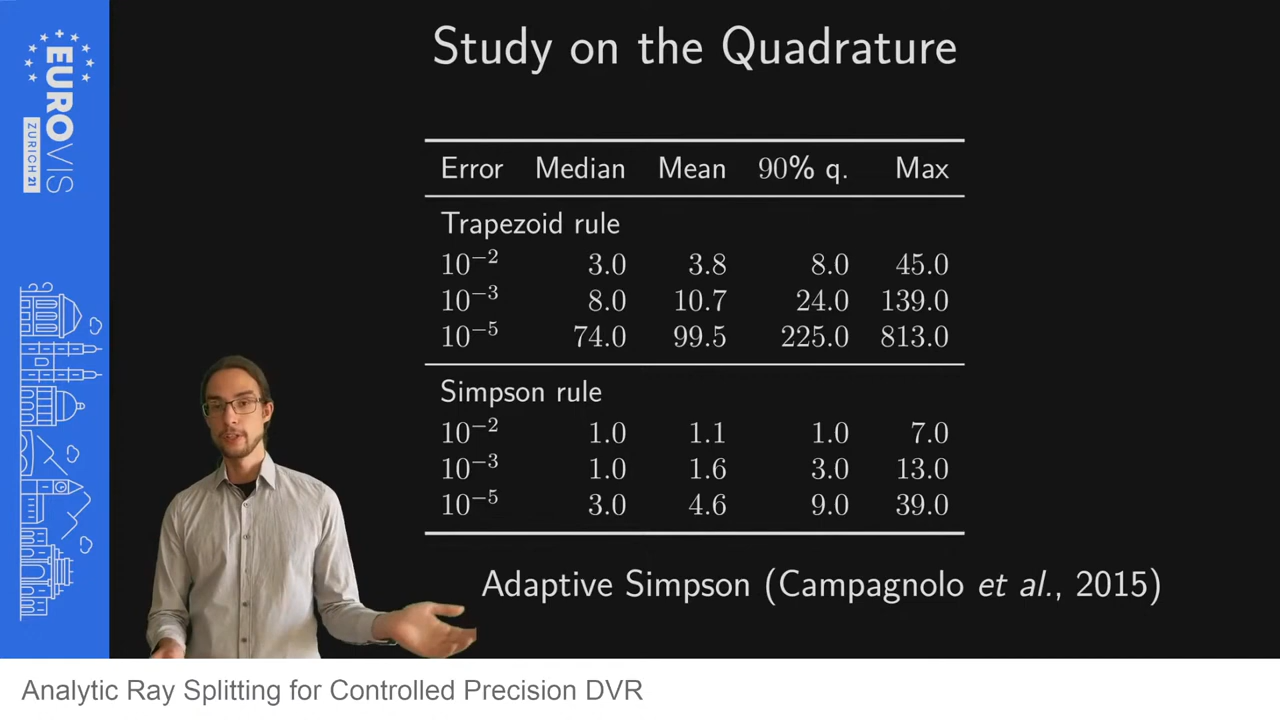 Study on the Quadrature
EUROVIS
ZURICH 21
Error Median Mean 90% q. Max
Trapezoid rule
10−2 3.0 3.8 8.0 45.0
10−3 8.0 10.7 24.0 139.0
10−5 74.0 99.5 225.0 813.0
Simpson rule
10−2 1.0 1.1 1.0 7.0
10−3 1.0 1.6 3.0 13.0
10−5 3.0 4.6 9.0 39.0
Adaptive Simpson (Campagnolo et al., 2015)
Analytic Ray Splitting for Controlled Precision DVR